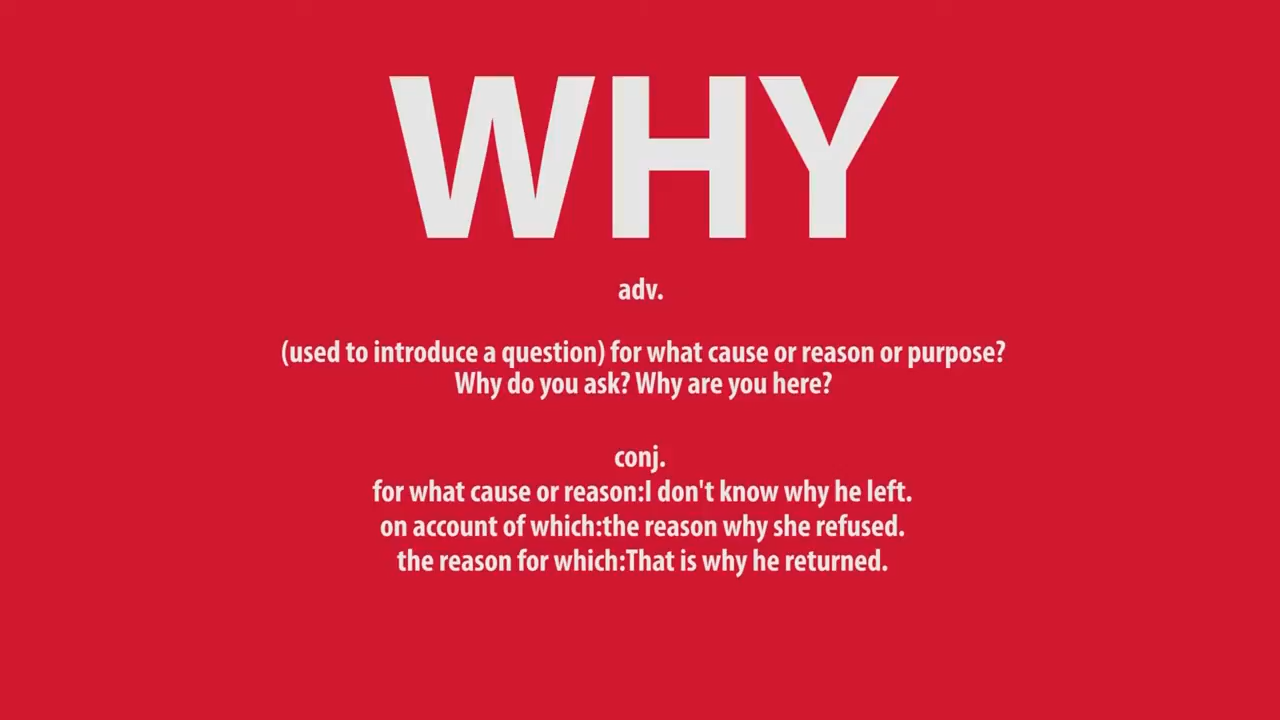 WHY
adv.
(used to introduce a question) for what cause or reason or purpose?
Why do you ask? Why are you here?
conj.
for what cause or reason:I don't know why he left.
on account of which:the reason why she refused.
the reason for which:That is why he returned.